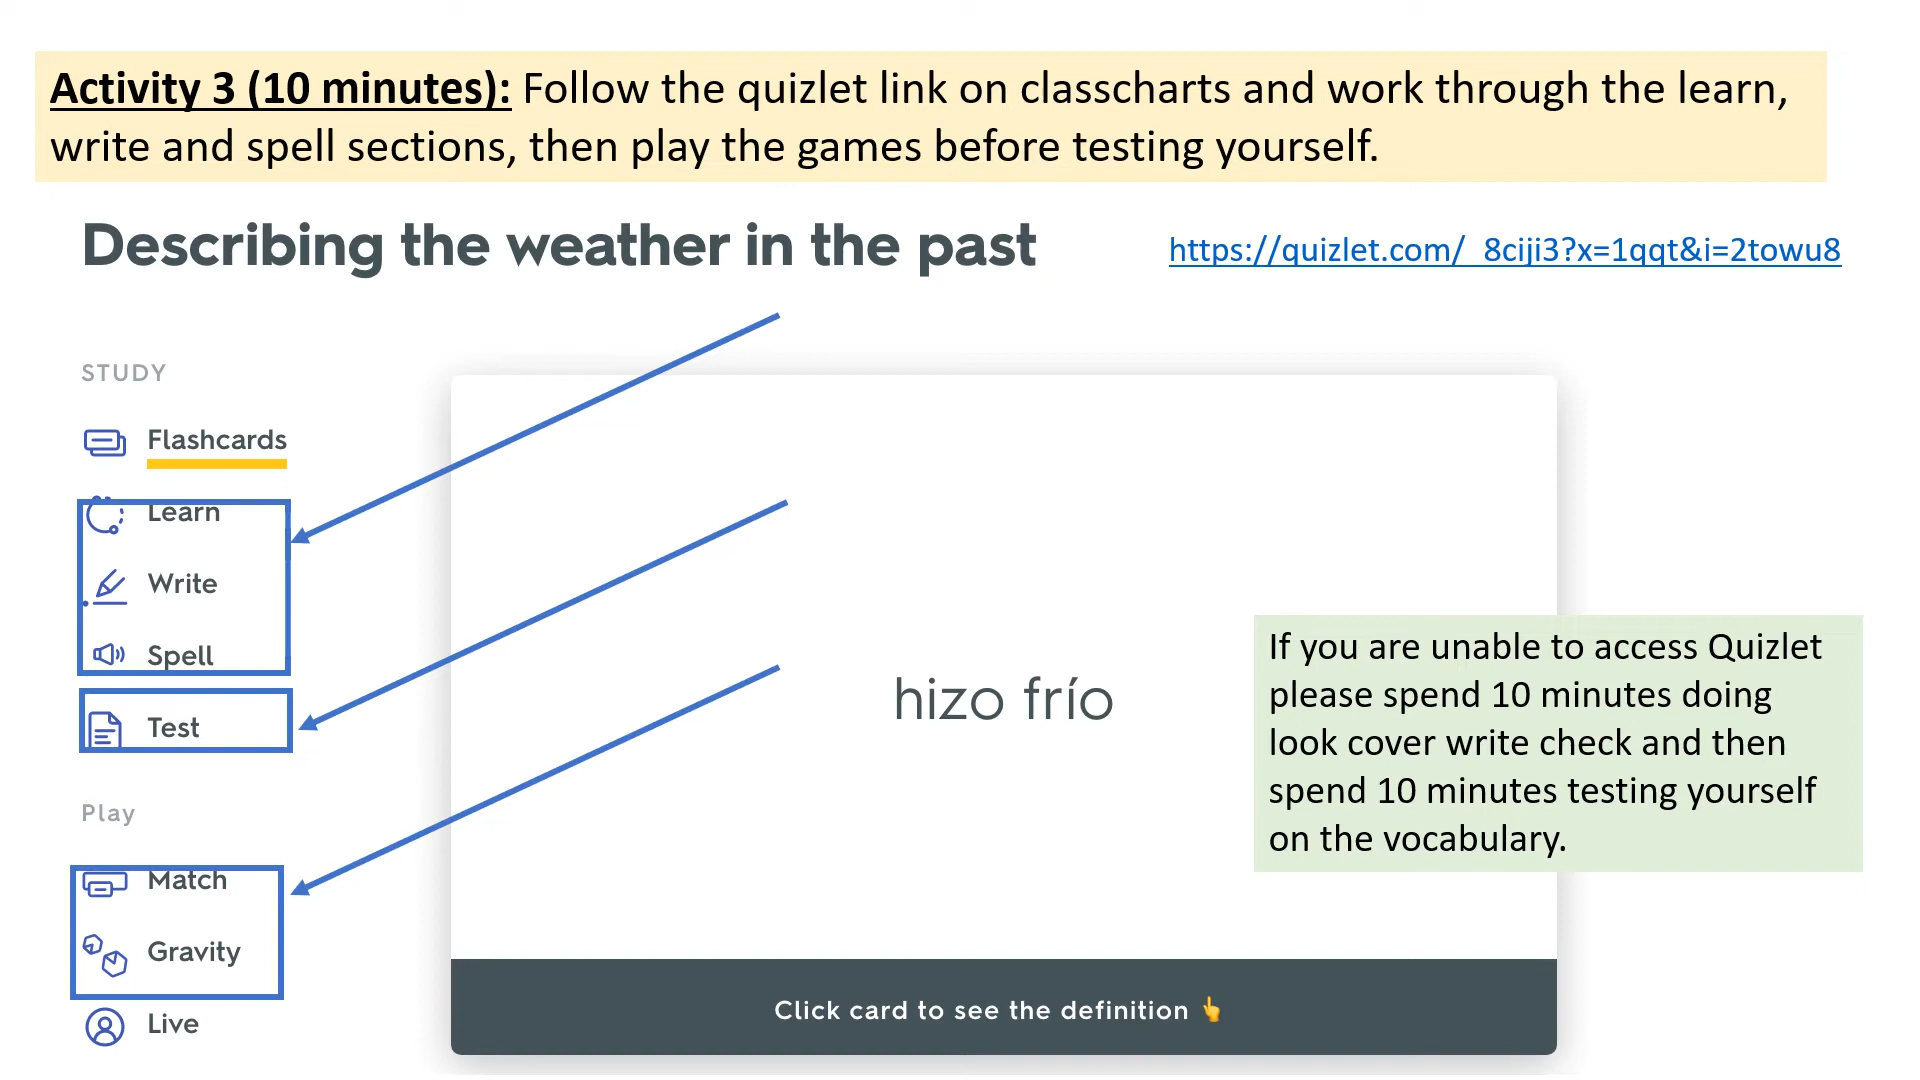 Activity 3 (10 minutes): Follow the quizlet link on classcharts and work through the learn,
write and spell sections, then play the games before testing yourself.
Describing the weather in the past
https://quizlet.com/_8ciji3?x=1qqt&i=2towu8
STUDY
Flashcards
Learn
Write
Spell
Test
Play
Match
Gravity
Live
hizo frío
If you are unable to access Quizlet
please spend 10 minutes doing
look cover write check and then
spend 10 minutes testing yourself
on the vocabulary.
Click card to see the definition 👆